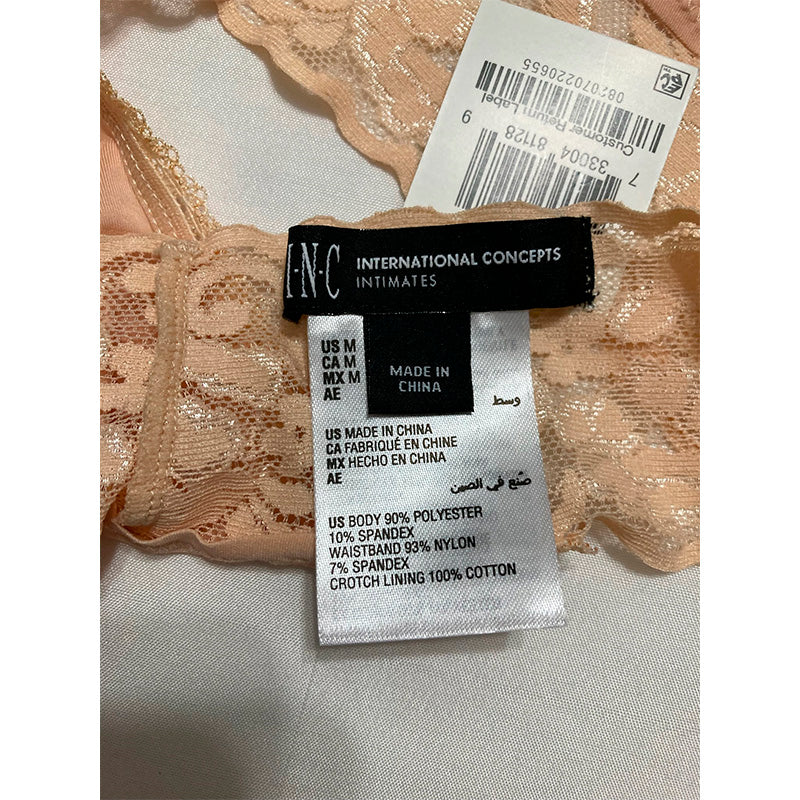 082070220655
Customer Return Label
7 33004 81128 9
I·N·C INTERNATIONAL CONCEPTS
INTIMATES
US M
CA M
MX M
AE
وسط
MADE IN
CHINA
US MADE IN CHINA
CA FABRIQUÉ EN CHINE
MX HECHO EN CHINA
AE
صُنع في الصين
US BODY 90% POLYESTER
10% SPANDEX
WAISTBAND 93% NYLON
7% SPANDEX
CROTCH LINING 100% COTTON